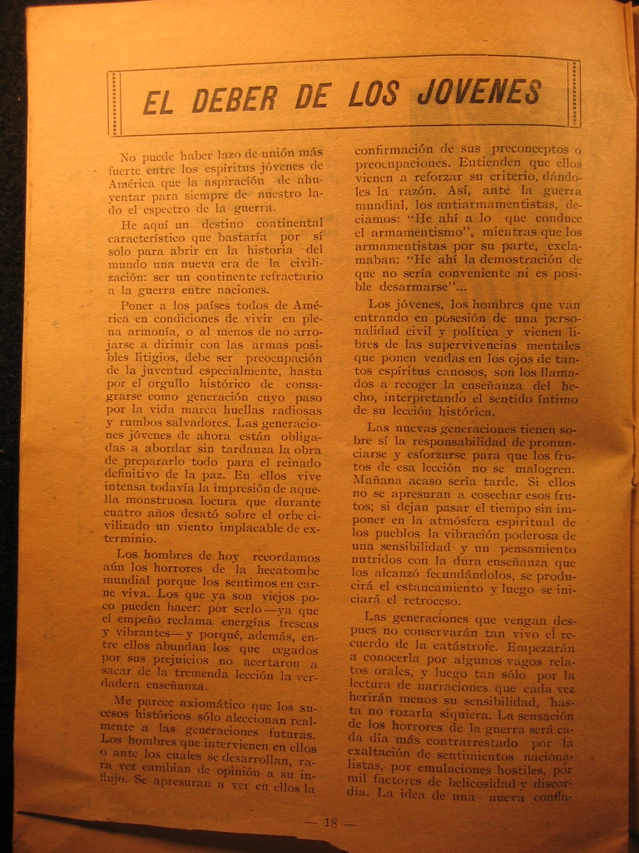 EL DEBER DE LOS JOVENES
No puede haber lazo de unión más
fuerte entre los espíritus jóvenes de
América que la aspiración de ahu-
yentar para siempre de nuestro la-
do el espectro de la guerra.
He aquí un destino continental
característico que bastaría por sí
solo para abrir en la historia del
mundo una nueva era de la civili-
zación: ser un continente refractario
a la guerra entre naciones.
Poner a los países todos de Amé-
rica en condiciones de vivir en ple-
na armonía, o al menos de no arro-
jarse a dirimir con las armas posi-
bles litigios, debe ser preocupación
de la juventud especialmente, hasta
por el orgullo histórico de consa-
grarse como generación cuyo paso
por la vida marca huellas radiosas
y rumbos salvadores. Las generacio-
nes jóvenes de ahora están obliga-
das a abordar sin tardanza la obra
de prepararlo todo para el reinado
definitivo de la paz. En ellos vive
intensa todavía la impresión de aque-
lla monstruosa locura que durante
cuatro años desató sobre el orbe ci-
vilizado un viento implacable de ex-
terminio.
Los hombres de hoy recordamos
aún los horrores de la hecatombe
mundial porque los sentimos en car-
ne viva. Los que ya son viejos po-
co pueden hacer: por serlo—ya que
el empeño reclama energías frescas
y vibrantes—y porqué, además, en-
tre ellos abundan los que cegados
por sus prejuicios no acertaron a
sacar de la tremenda lección la ver-
dadera enseñanza.
Me parece axiomático que los su-
cesos históricos sólo aleccionan real-
mente a las generaciones futuras.
Los hombres que intervienen en ellos
o ante los cuales se desarrollan, ra-
ra vez cambian de opinión a su in-
flujo. Se apresuran a ver en ellos la
confirmación de sus preconceptos o
preocupaciones. Entienden que ellos
vienen a reforzar su criterio, dándo-
les la razón. Así, ante la guerra
mundial, los antiarmamentistas, de-
cíamos: "He ahí a lo que conduce
el armamentismo", mientras que los
armamentistas por su parte, excla-
maban: "He ahí la demostración de
que no sería conveniente ni es posi-
ble desarmarse"...
Los jóvenes, los hombres que van
entrando en posesión de una perso-
nalidad civil y política y vienen li-
bres de las supervivencias mentales
que ponen vendas en los ojos de tan-
tos espíritus canosos, son los llama-
dos a recoger la enseñanza del he-
cho, interpretando el sentido íntimo
de su lección histórica.
Las nuevas generaciones tienen so-
bre sí la responsabilidad de pronun-
ciarse y esforzarse para que los fru-
tos de esa lección no se malogren.
Mañana acaso sería tarde. Si ellos
no se apresuran a cosechar esos fru-
tos; si dejan pasar el tiempo sin im-
poner en la atmósfera espiritual de
los pueblos la vibración poderosa de
una sensibilidad y un pensamiento
nutridos con la dura enseñanza que
los alcanzó fecundándolos, se produ-
cirá el estancamiento y luego se ini-
ciará el retroceso.
Las generaciones que vengan des-
pues no conservarán tan vivo el re-
cuerdo de la catástrofe. Empezarán
a conocerla por algunos vagos rela-
tos orales, y luego tan sólo por la
lectura de narraciones que cada vez
herirán menos su sensibilidad, has-
ta no rozarla siquiera. La sensación
de los horrores de la guerra será ca-
da día más contrarrestado por la
exaltación de sentimientos naciona-
listas, por emulaciones hostiles, por
mil factores de belicosidad y discor-
dia. La idea de una nueva confla-
— 18 —